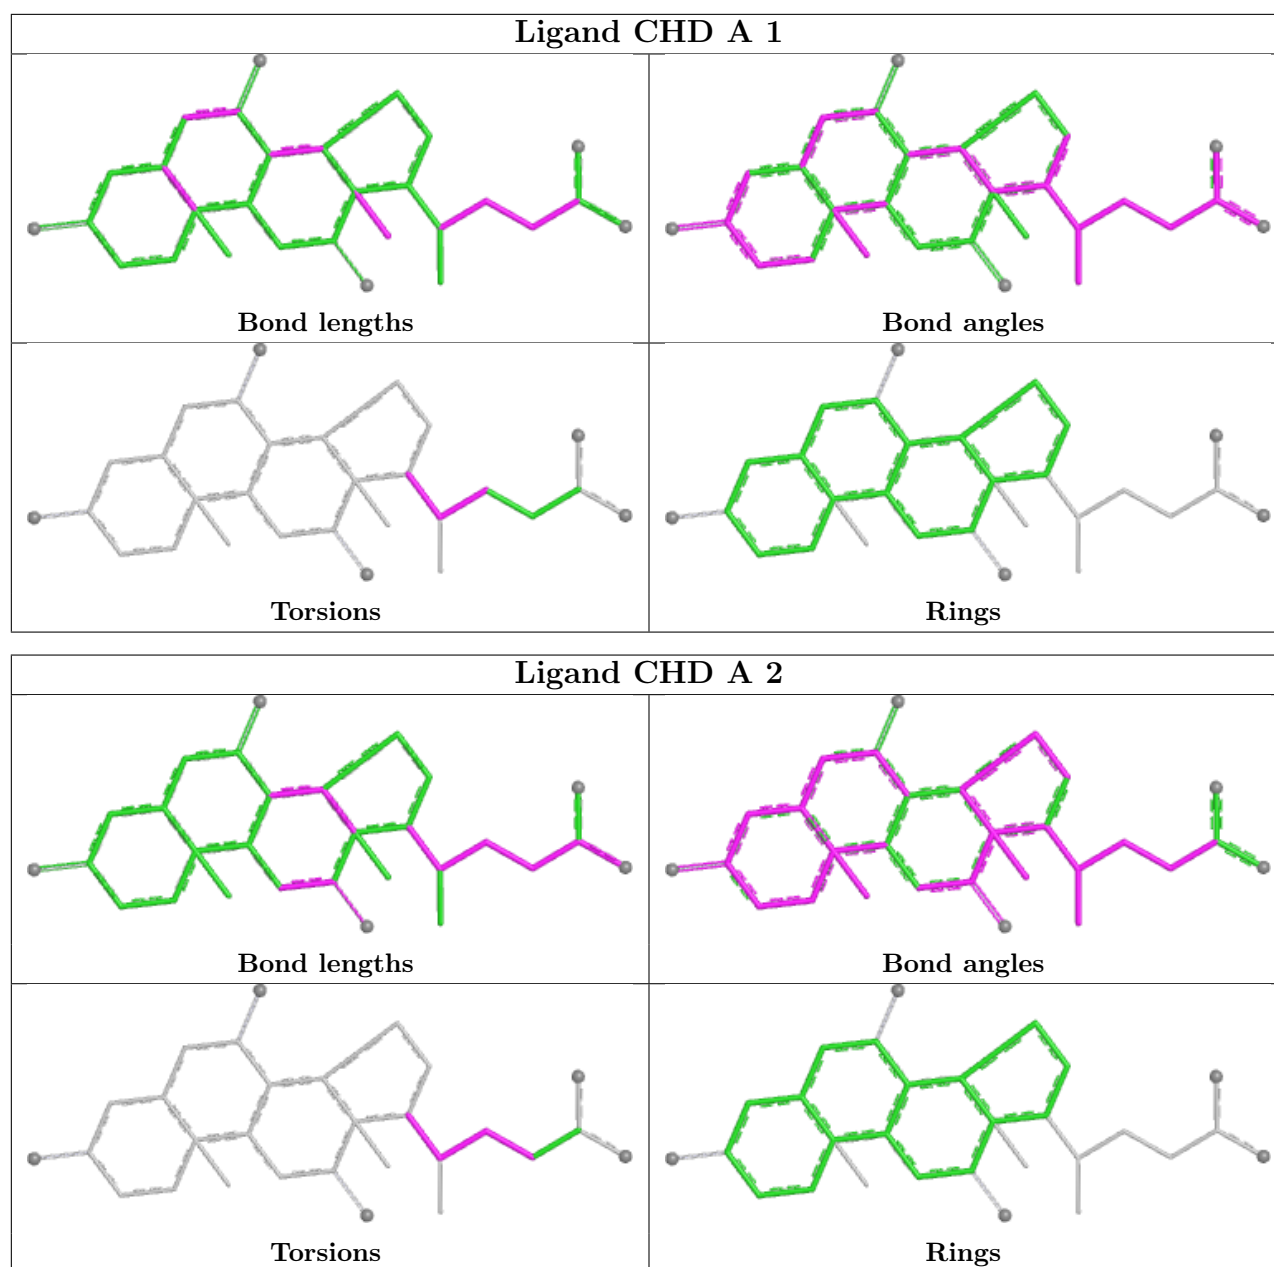 Ligand CHD A 1
Bond lengths
Bond angles
Torsions
Rings
Ligand CHD A 2
Bond lengths
Bond angles
Torsions
Rings